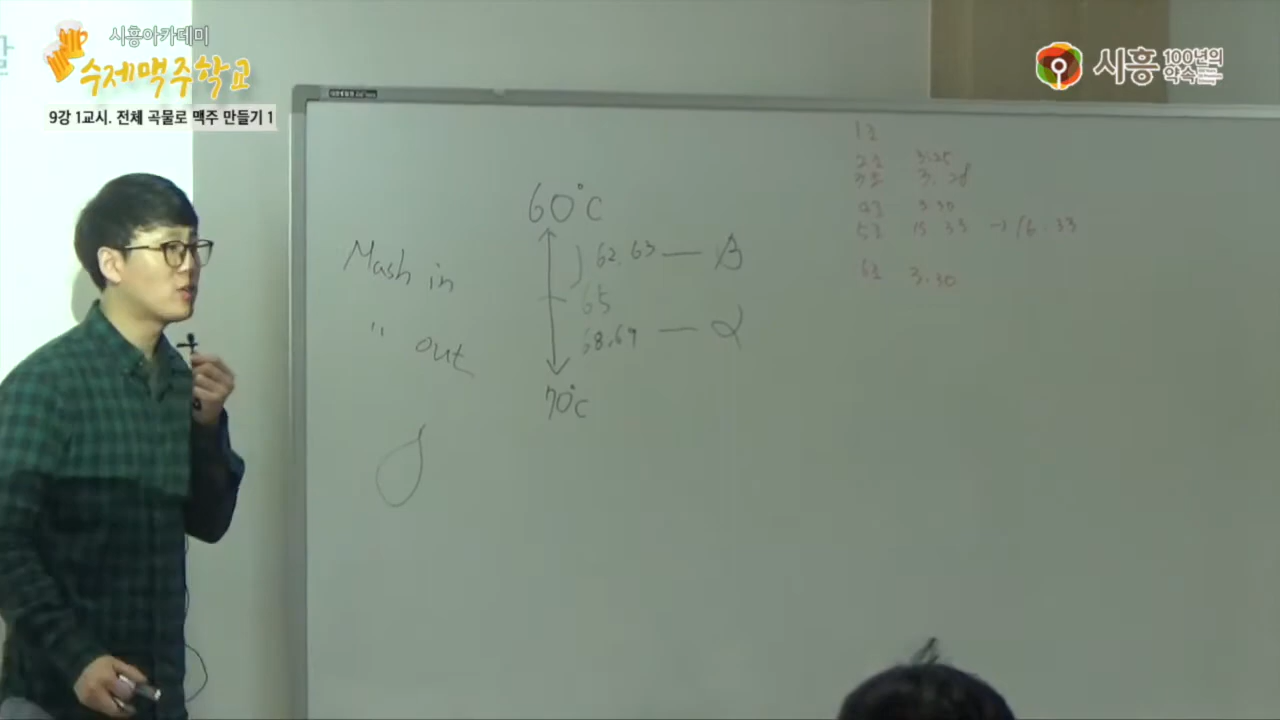 시흥아카데미
수제맥주학교
9강 1교시. 전체 곡물로 맥주 만들기 1
시흥 100년의 약속
60°C
Mash in
62, 63 — β
65
" out
68, 69 — α
70°C
3.25
3.28
3.30
15 33 → 16.33
3.30